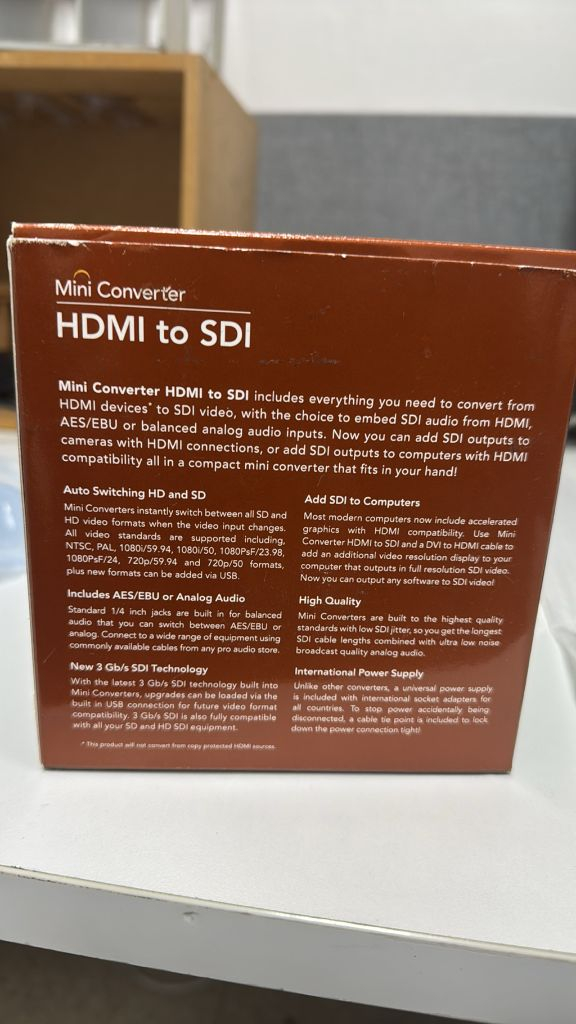 Mini Converter
HDMI to SDI
Mini Converter HDMI to SDI includes everything you need to convert from
HDMI devices* to SDI video, with the choice to embed SDI audio from HDMI,
AES/EBU or balanced analog audio inputs. Now you can add SDI outputs to
cameras with HDMI connections, or add SDI outputs to computers with HDMI
compatibility all in a compact mini converter that fits in your hand!
Auto Switching HD and SD
Mini Converters instantly switch between all SD and
HD video formats when the video input changes.
All video standards are supported including,
NTSC, PAL, 1080i/59.94, 1080i/50, 1080PsF/23.98,
1080PsF/24, 720p/59.94 and 720p/50 formats,
plus new formats can be added via USB.
Includes AES/EBU or Analog Audio
Standard 1/4 inch jacks are built in for balanced
audio that you can switch between AES/EBU or
analog. Connect to a wide range of equipment using
commonly available cables from any pro audio store.
New 3 Gb/s SDI Technology
With the latest 3 Gb/s SDI technology built into
Mini Converters, upgrades can be loaded via the
built in USB connection for future video format
compatibility. 3 Gb/s SDI is also fully compatible
with all your SD and HD SDI equipment.
* This product will not convert from copy protected HDMI sources.
Add SDI to Computers
Most modern computers now include accelerated
graphics with HDMI compatibility. Use Mini
Converter HDMI to SDI and a DVI to HDMI cable to
add an additional video resolution display to your
computer that outputs in full resolution SDI video.
Now you can output any software to SDI video!
High Quality
Mini Converters are built to the highest quality
standards with low SDI jitter, so you get the longest
SDI cable lengths combined with ultra low noise
broadcast quality analog audio.
International Power Supply
Unlike other converters, a universal power supply
is included with international socket adapters for
all countries. To stop power accidentally being
disconnected, a cable tie point is included to lock
down the power connection tight!